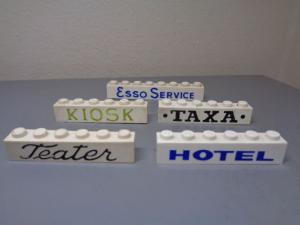 Esso Service
KIOSK
· TAXA ·
Teater
HOTEL